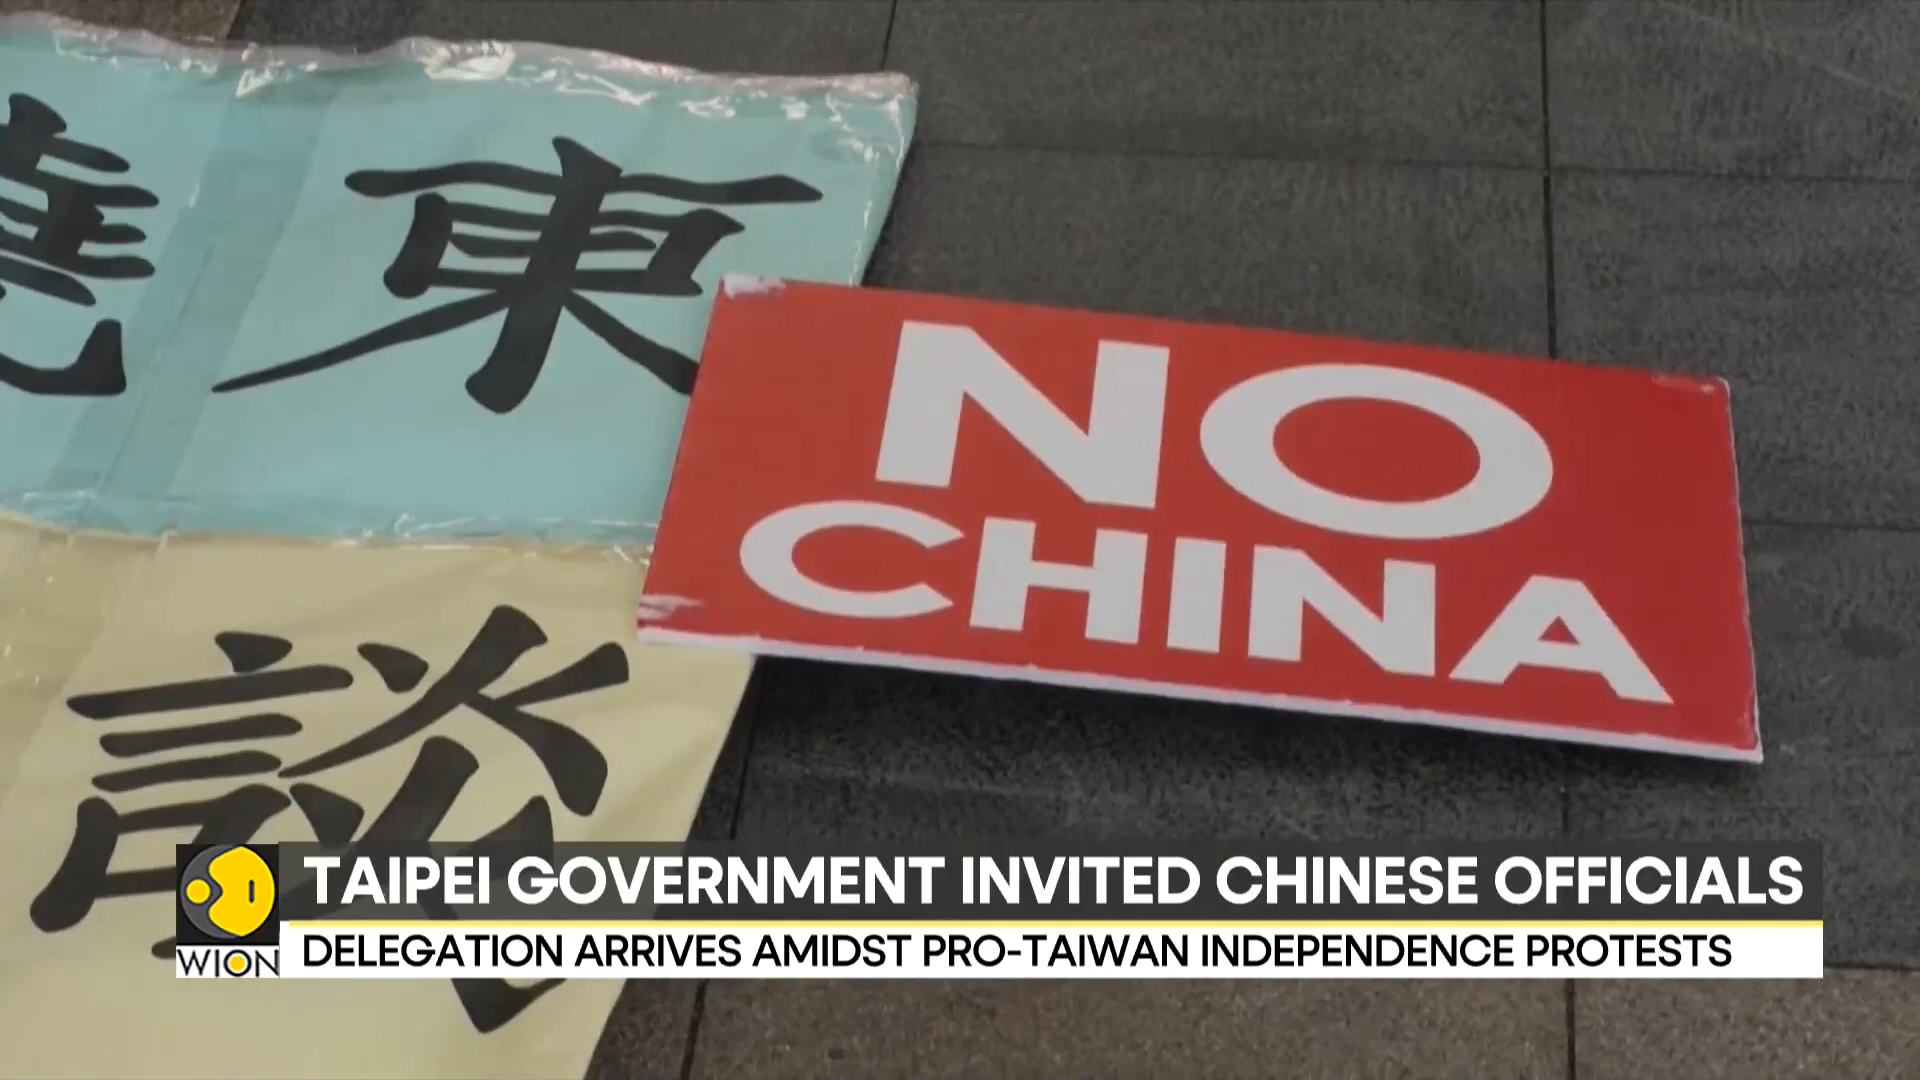 東
談
NO
CHINA
TAIPEI GOVERNMENT INVITED CHINESE OFFICIALS
DELEGATION ARRIVES AMIDST PRO-TAIWAN INDEPENDENCE PROTESTS
WION